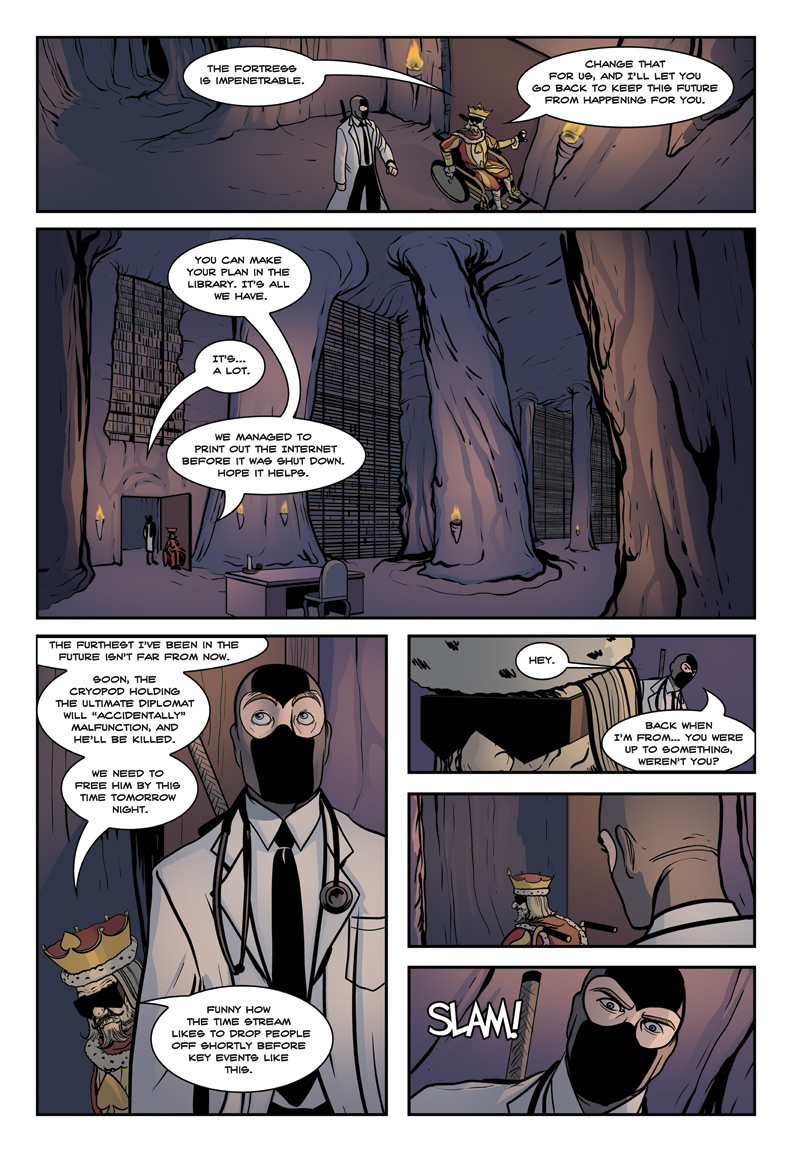 THE FORTRESS
IS IMPENETRABLE.
CHANGE THAT
FOR US, AND I'LL LET YOU
GO BACK TO KEEP THIS FUTURE
FROM HAPPENING FOR YOU.
YOU CAN MAKE
YOUR PLAN IN THE
LIBRARY. IT'S ALL
WE HAVE.
IT'S...
A LOT.
WE MANAGED TO
PRINT OUT THE INTERNET
BEFORE IT WAS SHUT DOWN.
HOPE IT HELPS.
THE FURTHEST I'VE BEEN IN THE
FUTURE ISN'T FAR FROM NOW.
SOON, THE
CRYOPOD HOLDING
THE ULTIMATE DIPLOMAT
WILL "ACCIDENTALLY"
MALFUNCTION, AND
HE'LL BE KILLED.
WE NEED TO
FREE HIM BY THIS
TIME TOMORROW
NIGHT.
FUNNY HOW
THE TIME STREAM
LIKES TO DROP PEOPLE
OFF SHORTLY BEFORE
KEY EVENTS LIKE
THIS.
HEY.
BACK WHEN
I'M FROM... YOU WERE
UP TO SOMETHING,
WEREN'T YOU?
SLAM!